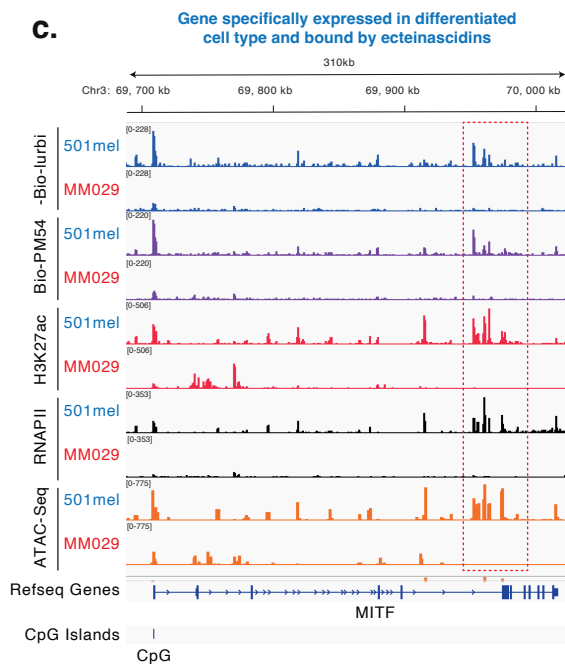 c.
Gene specifically expressed in differentiated
cell type and bound by ecteinascidins
310kb
Chr3: 69,700 kb 69, 800 kb 69,900 kb 70, 000 kb
-Bio-lurbi
[0-228]
501mel
[0-228]
MM029
Bio-PM54
[0-220]
501mel
[0-220]
MM029
H3K27ac
[0-506]
501mel
[0-506]
MM029
RNAPII
[0-353]
501mel
[0-353]
MM029
ATAC-Seq
[0-775]
501mel
[0-775]
MM029
Refseq Genes
MITF
CpG Islands
CpG